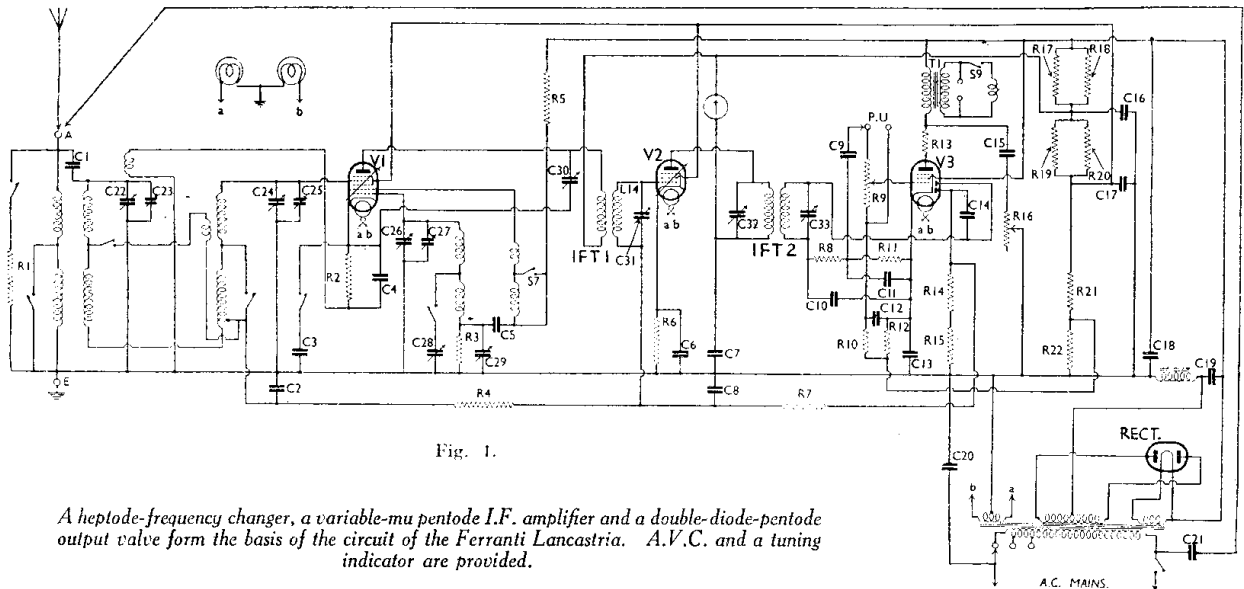 R17
R18
T1
S9
R5
P.U
C16
A
C1
C9
C15
V1
C30
V2
R13
V3
R19
R20
C22
C23
C24
C25
L14
R9
C17
a
b
C26
C27
C32
C33
C14
R16
a b
a b
a b
C31
IFT 1
IFT 2
R8
R11
R1
R2
C4
S7
C10
C11
R14
R21
C12
C3
C28
R3
C5
C29
R6
C6
C7
R10
R12
C13
R15
R22
C18
C19
E
C2
R4
C8
R7
Fig. 1.
RECT.
C20
b
a
C21
A.C. MAINS.
A heptode-frequency changer, a variable-mu pentode I.F. amplifier and a double-diode-pentode
output valve form the basis of the circuit of the Ferranti Lancastria. A.V.C. and a tuning
indicator are provided.